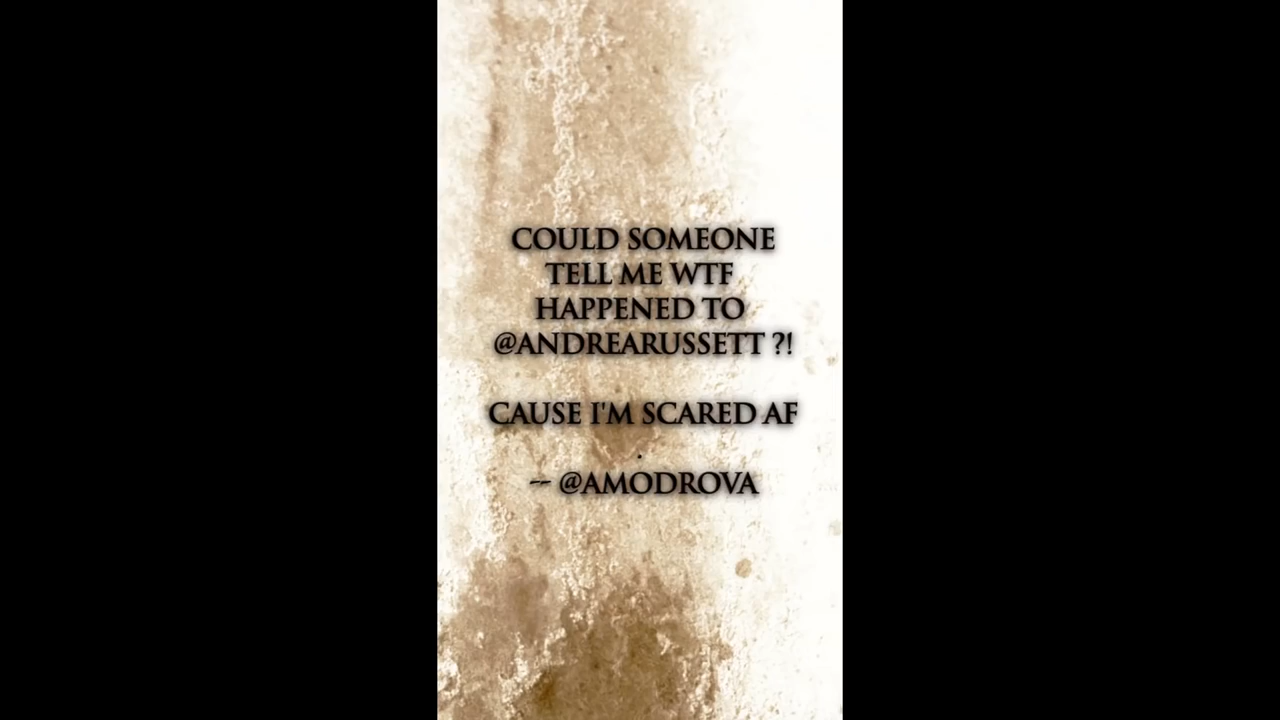 COULD SOMEONE
TELL ME WTF
HAPPENED TO
@ANDREARUSSETT ?!
CAUSE I'M SCARED AF
.
-- @AMODROVA